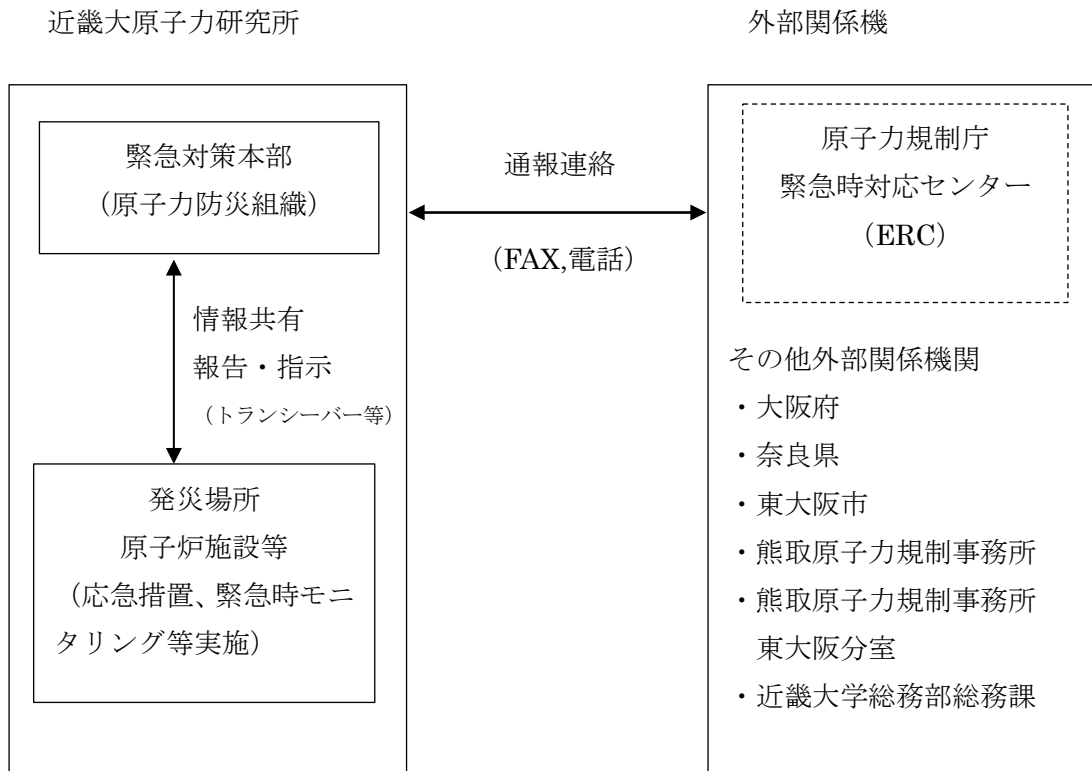 近畿大原子力研究所
外部関係機
緊急対策本部
（原子力防災組織）
情報共有
報告・指示
（トランシーバー等）
発災場所
原子炉施設等
（応急措置、緊急時モニ
タリング等実施）
通報連絡
（FAX,電話）
原子力規制庁
緊急時対応センター
（ERC）
その他外部関係機関
・大阪府
・奈良県
・東大阪市
・熊取原子力規制事務所
・熊取原子力規制事務所
東大阪分室
・近畿大学総務部総務課